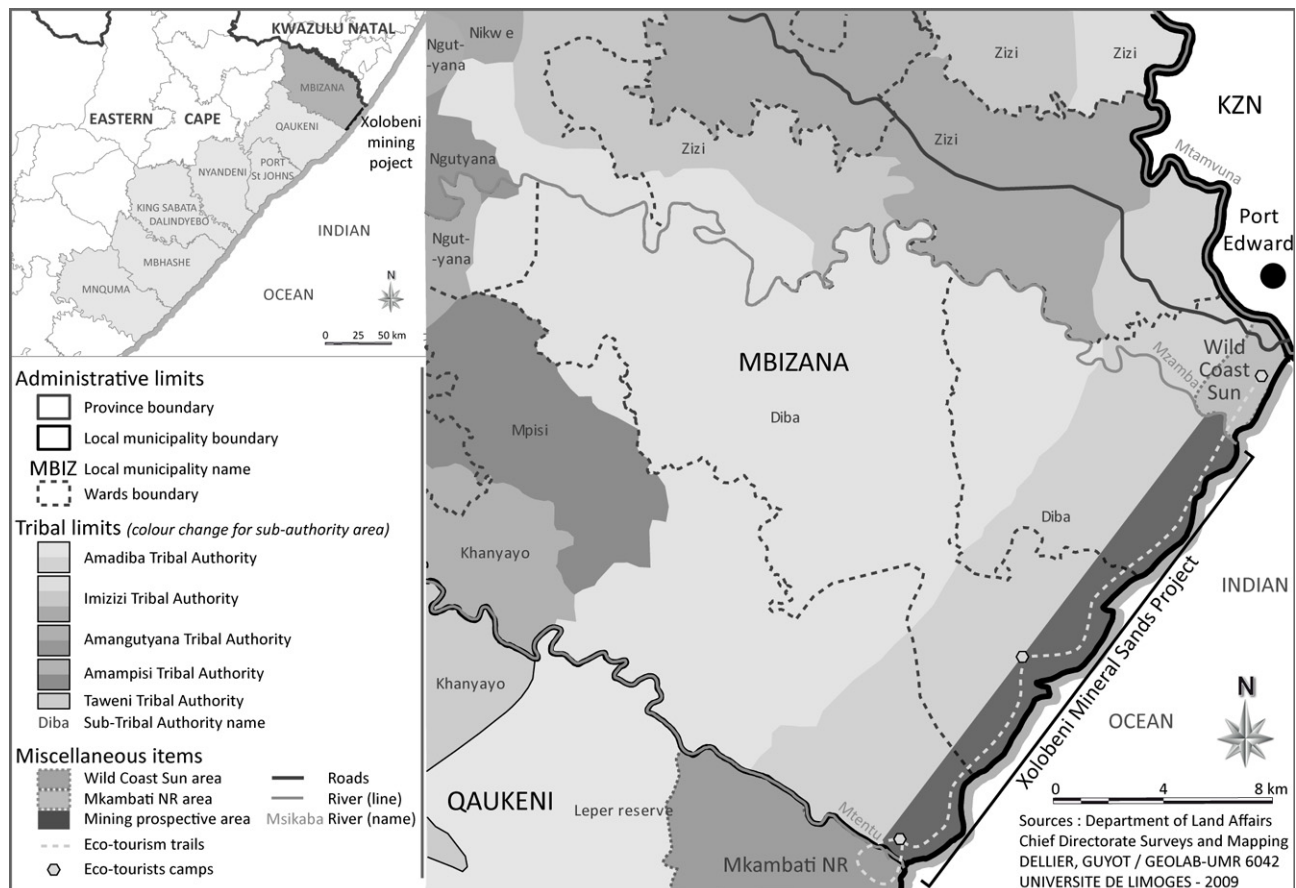 KWAZULU NATAL
MBIZANA
EASTERN CAPE
QAUKENI
Xolobeni
mining
poject
NYANDENI
PORT
St JOHNS
KING SABATA
DALINDYEBO
MBHASHE
MNQUMA
INDIAN
OCEAN
N
0 25 50 km
Administrative limits
Province boundary
Local municipality boundary
MBIZ Local municipality name
Wards boundary
Tribal limits (colour change for sub-authority area)
Amadiba Tribal Authority
Imizizi Tribal Authority
Amangutyana Tribal Authority
Amampisi Tribal Authority
Taweni Tribal Authority
Diba Sub-Tribal Authority name
Miscellaneous items
Wild Coast Sun area
Mkambati NR area
Mining prospective area
Eco-tourism trails
Eco-tourists camps
Roads
River (line)
Msikaba River (name)
Ngut-
-yana
Nikw e
Zizi
Zizi
KZN
Zizi
Zizi
Mtamvuna
Ngutyana
Ngut-
-yana
Port
Edward
MBIZANA
Mzamba
Wild
Coast
Sun
Diba
Mpisi
Diba
Khanyayo
Khanyayo
Xolobeni Mineral Sands Project
INDIAN
OCEAN
N
QAUKENI
Leper reserve
Mtentu
Mkambati NR
0 4 8 km
Sources : Department of Land Affairs
Chief Directorate Surveys and Mapping
DELLIER, GUYOT / GEOLAB-UMR 6042
UNIVERSITE DE LIMOGES - 2009